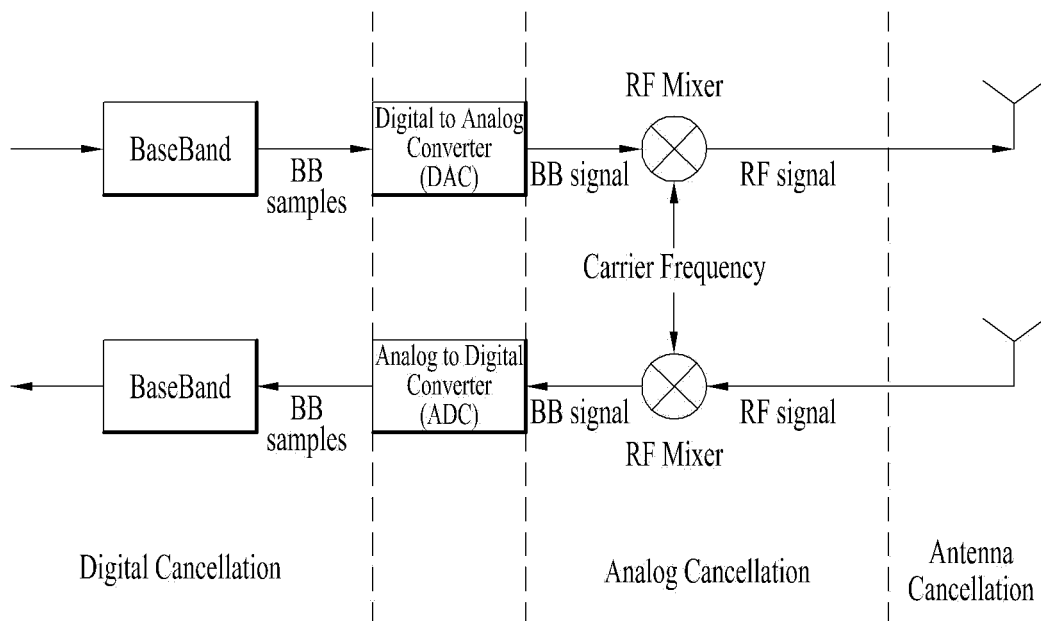 RF Mixer
BaseBand
BB
samples
Digital to Analog
Converter
(DAC)
BB signal
RF signal
Carrier Frequency
BaseBand
BB
samples
Analog to Digital
Converter
(ADC)
BB signal
RF signal
RF Mixer
Digital Cancellation
Analog Cancellation
Antenna
Cancellation